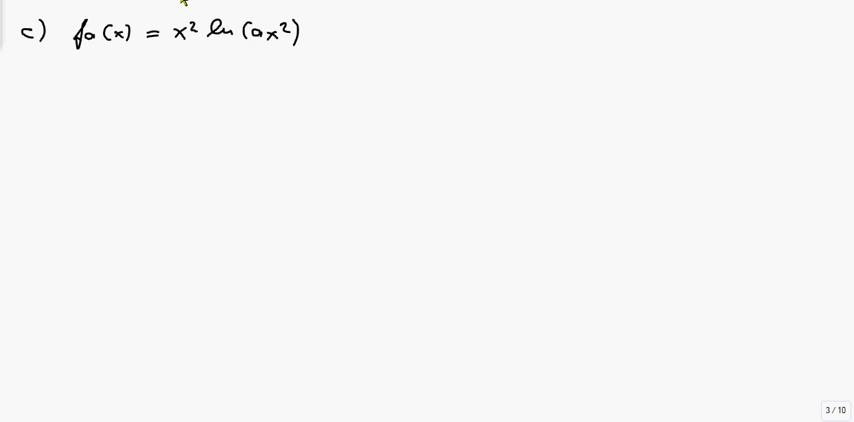 c) fa(x) = x² ln(ax²)
3 / 10